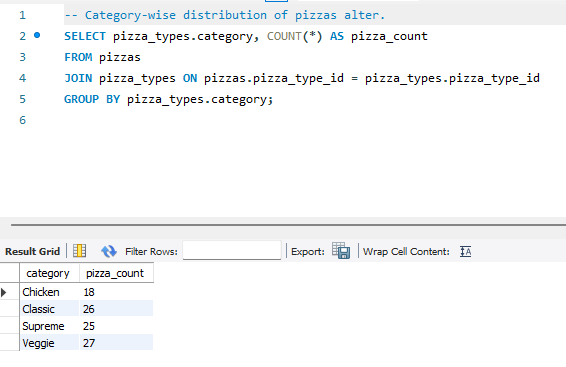 1 -- Category-wise distribution of pizzas alter.
2 SELECT pizza_types.category, COUNT(*) AS pizza_count
3 FROM pizzas
4 JOIN pizza_types ON pizzas.pizza_type_id = pizza_types.pizza_type_id
5 GROUP BY pizza_types.category;
6
Result Grid Filter Rows: Export: Wrap Cell Content: IA
category pizza_count
Chicken 18
Classic 26
Supreme 25
Veggie 27